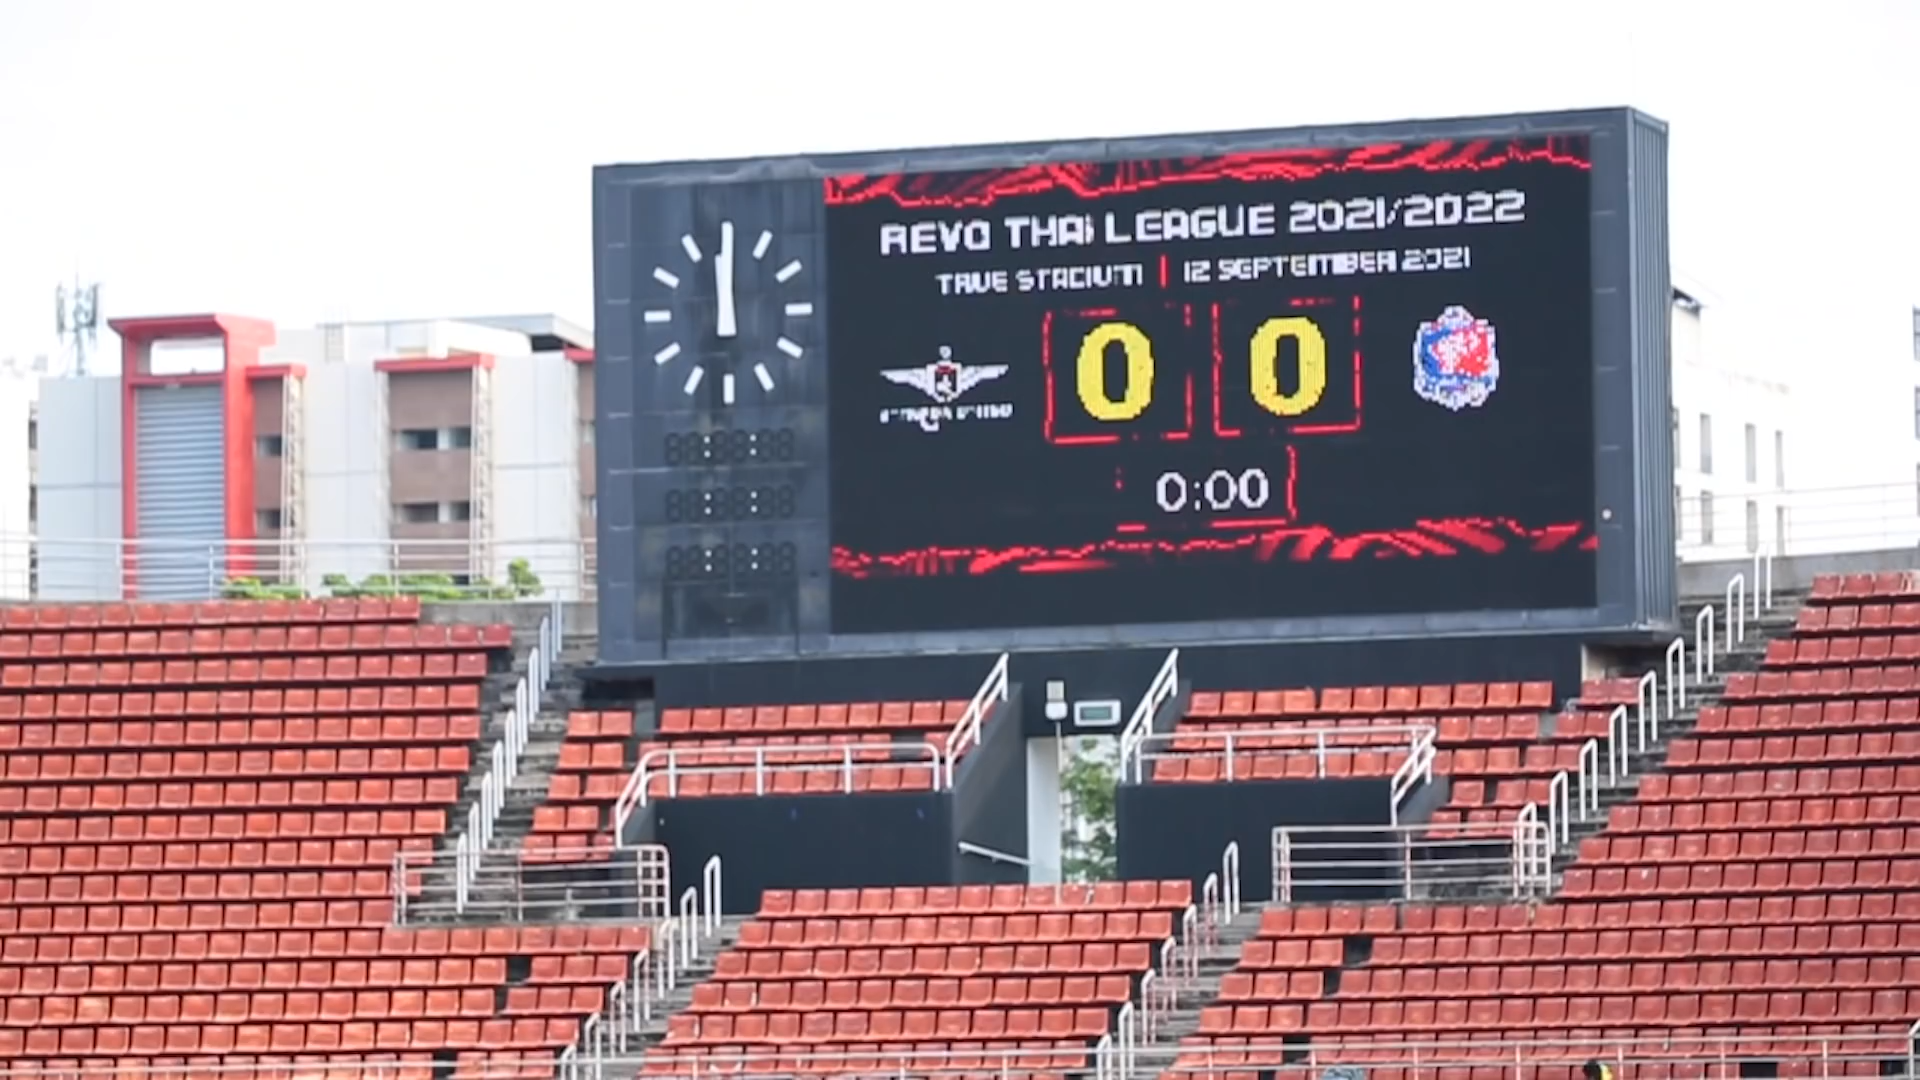 REVO THAI LEAGUE 2021/2022
TRUE STADIUM | 12 SEPTEMBER 2021
0 0
0:00